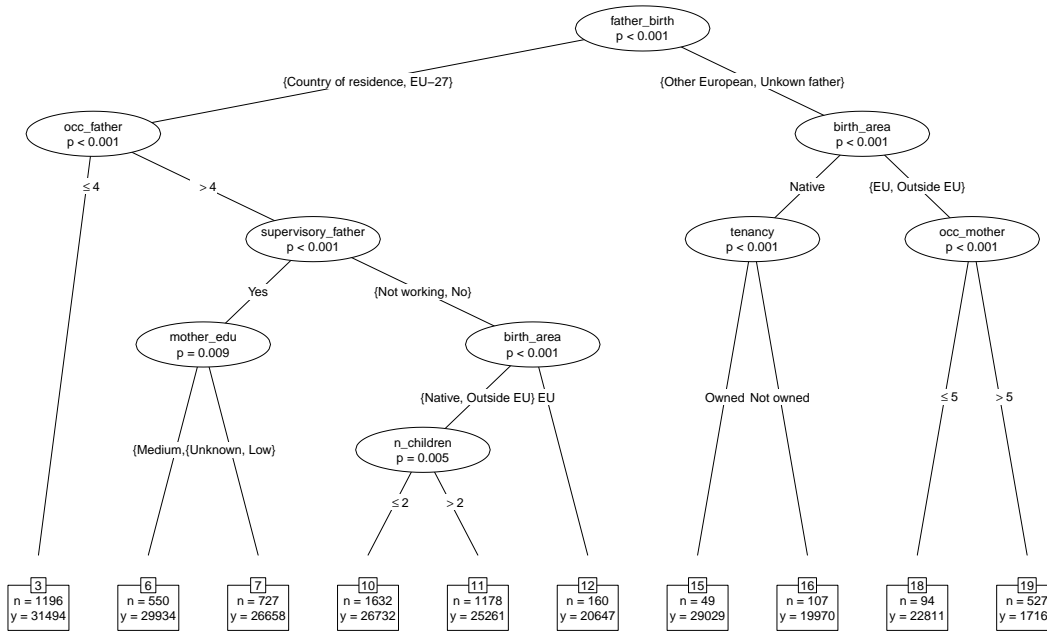 father_birth
p < 0.001
{Country of residence, EU−27}
{Other European, Unkown father}
occ_father
p < 0.001
birth_area
p < 0.001
≤ 4
> 4
Native
{EU, Outside EU}
supervisory_father
p < 0.001
tenancy
p < 0.001
occ_mother
p < 0.001
Yes
{Not working, No}
mother_edu
p = 0.009
birth_area
p < 0.001
{Native, Outside EU}
EU
Owned
Not owned
≤ 5
> 5
{Medium,
{Unknown, Low}
n_children
p = 0.005
≤ 2
> 2
3
n = 1196
y = 31494
6
n = 550
y = 29934
7
n = 727
y = 26658
10
n = 1632
y = 26732
11
n = 1178
y = 25261
12
n = 160
y = 20647
15
n = 49
y = 29029
16
n = 107
y = 19970
18
n = 94
y = 22811
19
n = 527
y = 1716